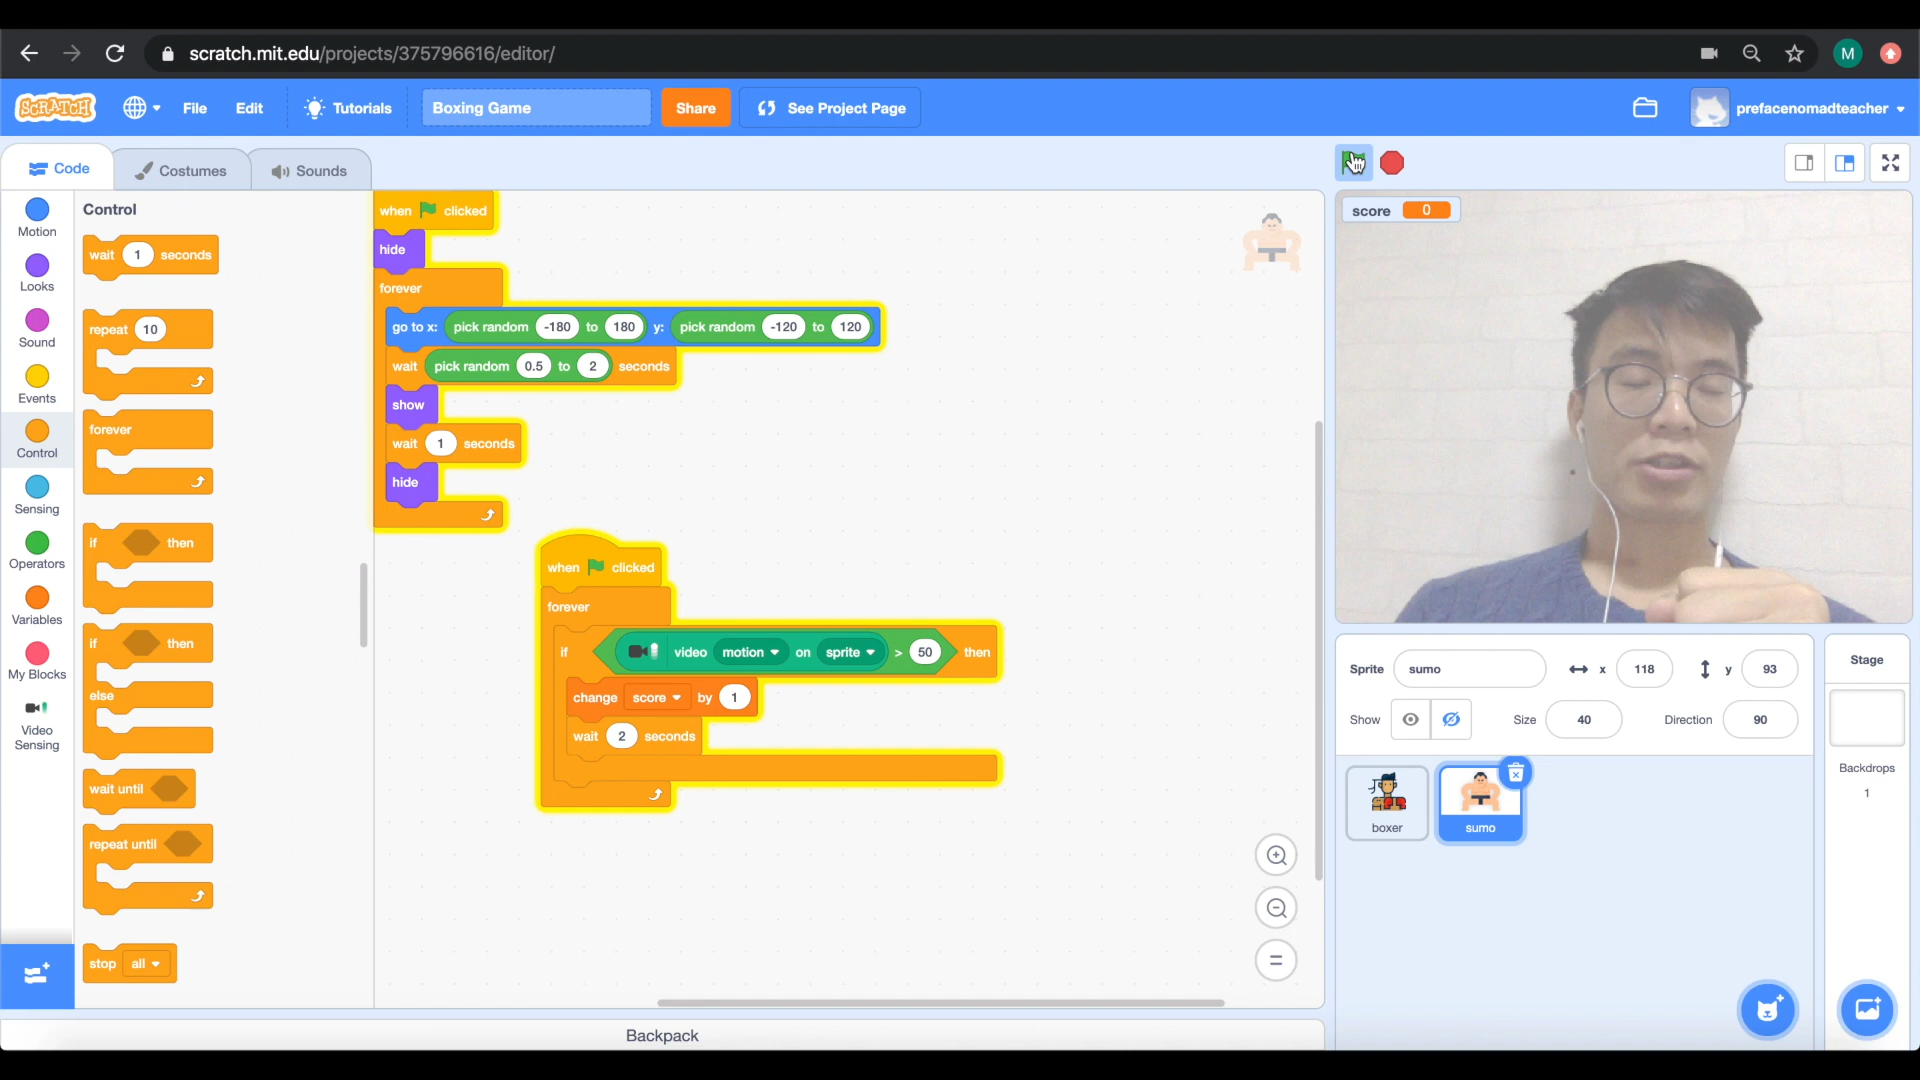 scratch.mit.edu/projects/375796616/editor/
M
SCRATCH
File
Edit
Tutorials
Boxing Game
Share
See Project Page
prefacenomadteacher
Code
Costumes
Sounds
Motion
Looks
Sound
Events
Control
Sensing
Operators
Variables
My Blocks
Video
Sensing
Control
wait 1 seconds
repeat 10
forever
if then
if then
else
wait until
repeat until
stop all
when clicked
hide
forever
go to x: pick random -180 to 180 y: pick random -120 to 120
wait pick random 0.5 to 2 seconds
show
wait 1 seconds
hide
when clicked
forever
if video motion on sprite > 50 then
change score by 1
wait 2 seconds
Backpack
score 0
Sprite sumo x 118 y 93
Show Size 40 Direction 90
boxer
sumo
Stage
Backdrops
1